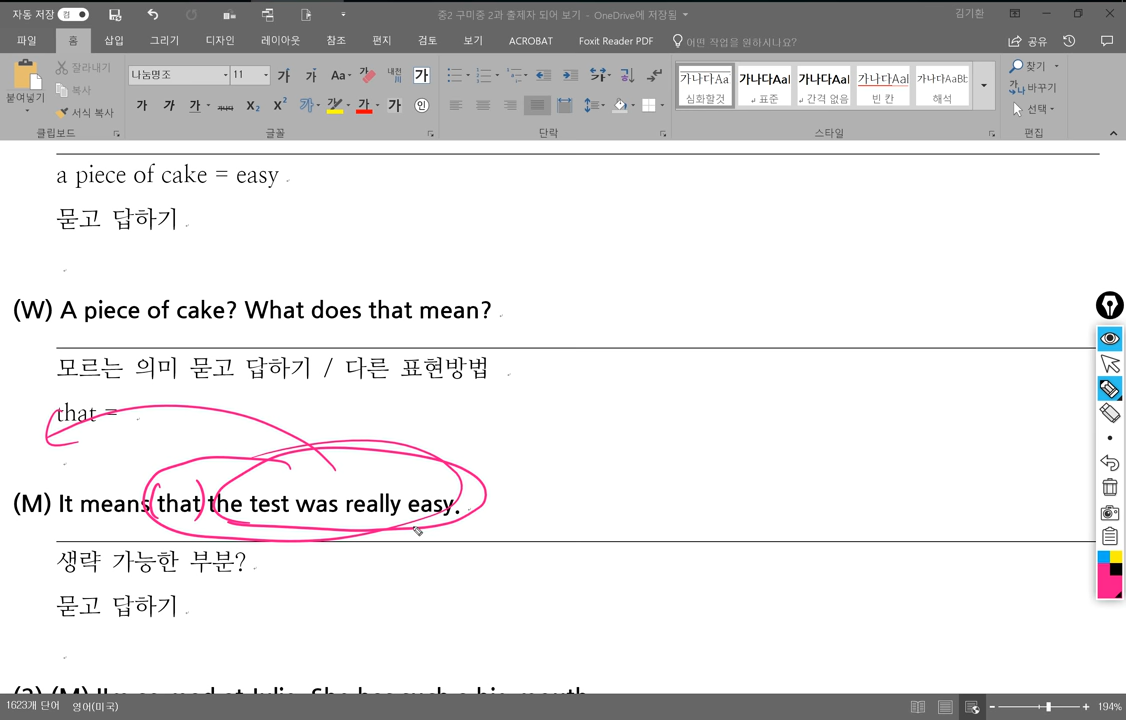 자동 저장 켬 중2 구미중 2과 출제자 되어 보기 - OneDrive에 저장됨 김기환
파일 홈 삽입 그리기 디자인 레이아웃 참조 편지 검토 보기 ACROBAT Foxit Reader PDF 어떤 작업을 원하시나요? 공유
붙여넣기 잘라내기 복사 서식 복사
나눔명조 11
가나다Aa 심화할것
가나다AaI 표준
가나다AaI 간격 없음
가나다AaI 빈 칸
가나다AaBb 해석
찾기 바꾸기 선택
클립보드 글꼴 단락 스타일 편집
a piece of cake = easy
묻고 답하기
(W) A piece of cake? What does that mean?
모르는 의미 묻고 답하기 / 다른 표현방법
that =
(M) It means that the test was really easy.
생략 가능한 부분?
묻고 답하기
1623개 단어 영어(미국) 194%